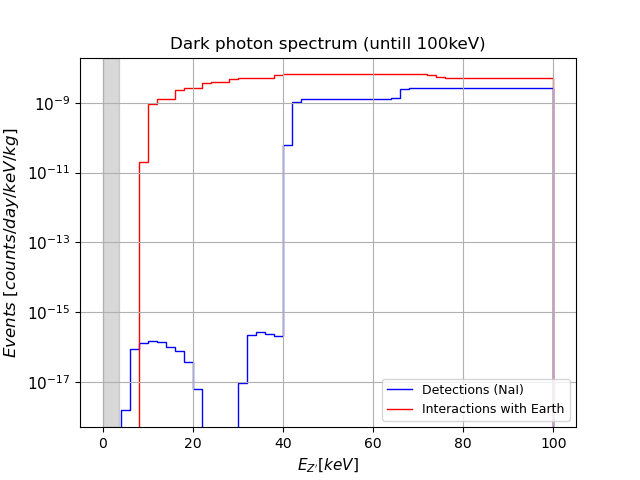 Dark photon spectrum (untill 100keV)
Events [counts/day/keV/kg]
10⁻⁹
10⁻¹¹
10⁻¹³
10⁻¹⁵
10⁻¹⁷
Detections (NaI)
Interactions with Earth
0 20 40 60 80 100
E_{Z'}[keV]